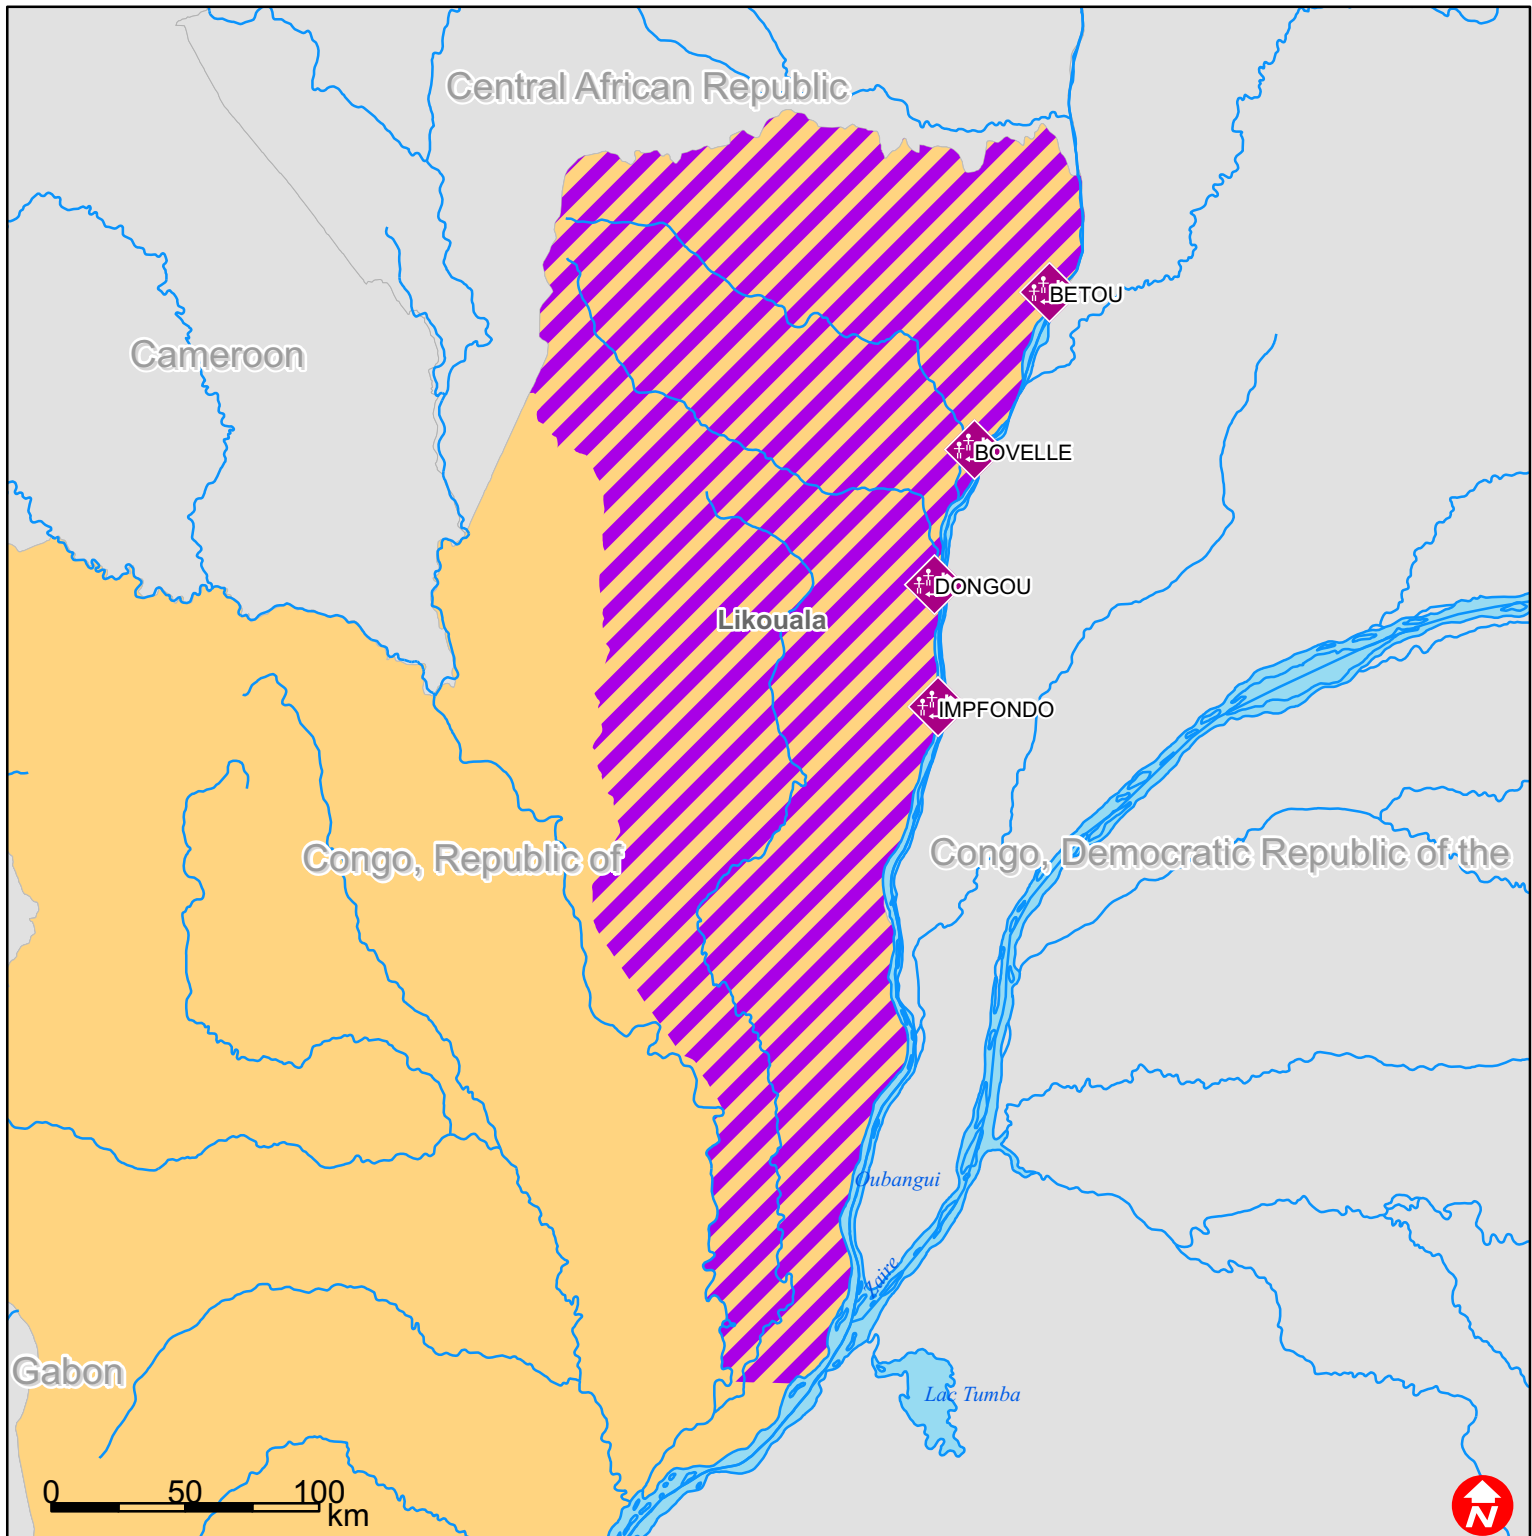 Central African Republic
BETOU
Cameroon
BOVELLE
DONGOU
Likouala
IMPFONDO
Congo, Republic of
Congo, Democratic Republic of the
Oubangui
Zaire
Gabon
Lac Tumba
0 50 100
km
N